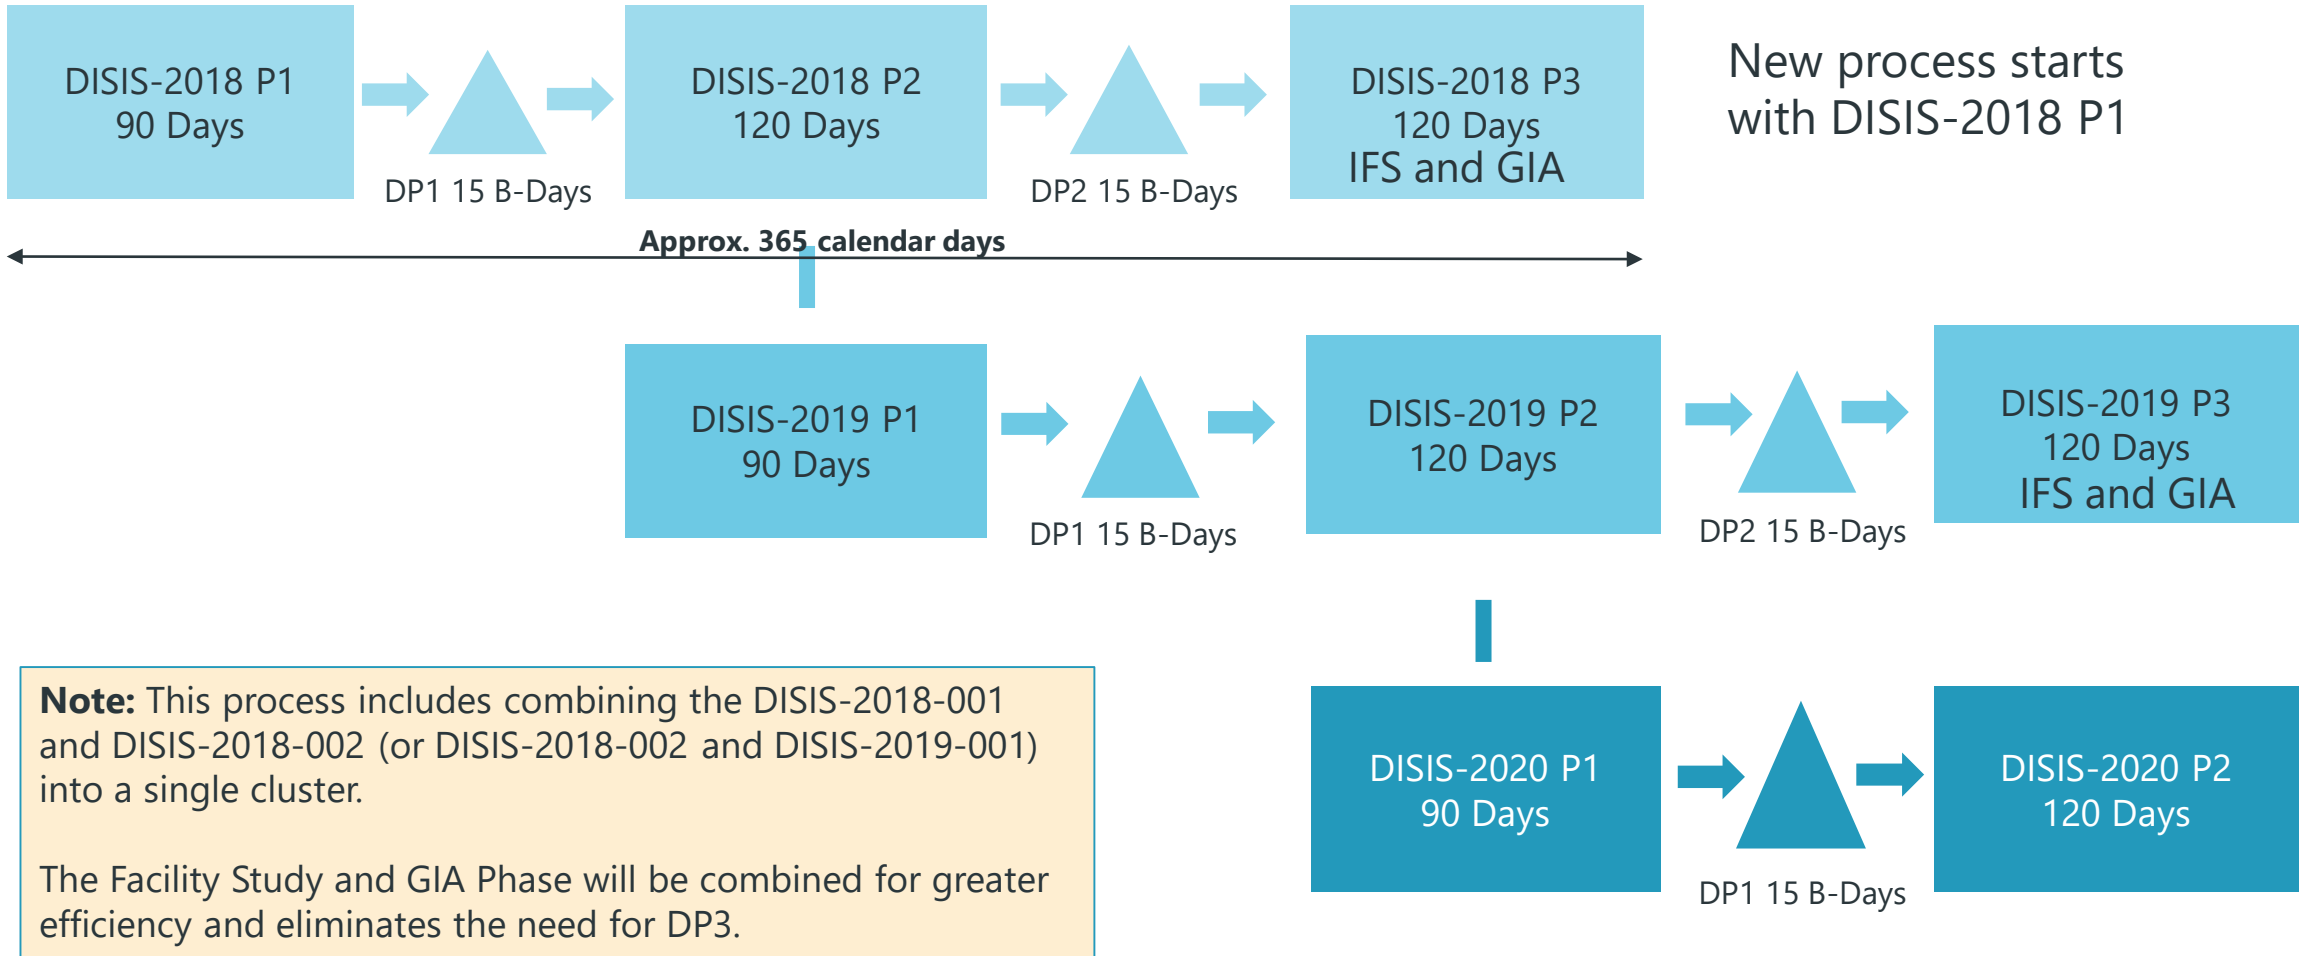 DISIS-2018 P1
90 Days
DP1 15 B-Days
DISIS-2018 P2
120 Days
DP2 15 B-Days
DISIS-2018 P3
120 Days
IFS and GIA
New process starts
with DISIS-2018 P1
Approx. 365 calendar days
DISIS-2019 P1
90 Days
DP1 15 B-Days
DISIS-2019 P2
120 Days
DP2 15 B-Days
DISIS-2019 P3
120 Days
IFS and GIA
Note: This process includes combining the DISIS-2018-001
and DISIS-2018-002 (or DISIS-2018-002 and DISIS-2019-001)
into a single cluster.
The Facility Study and GIA Phase will be combined for greater
efficiency and eliminates the need for DP3.
DISIS-2020 P1
90 Days
DP1 15 B-Days
DISIS-2020 P2
120 Days